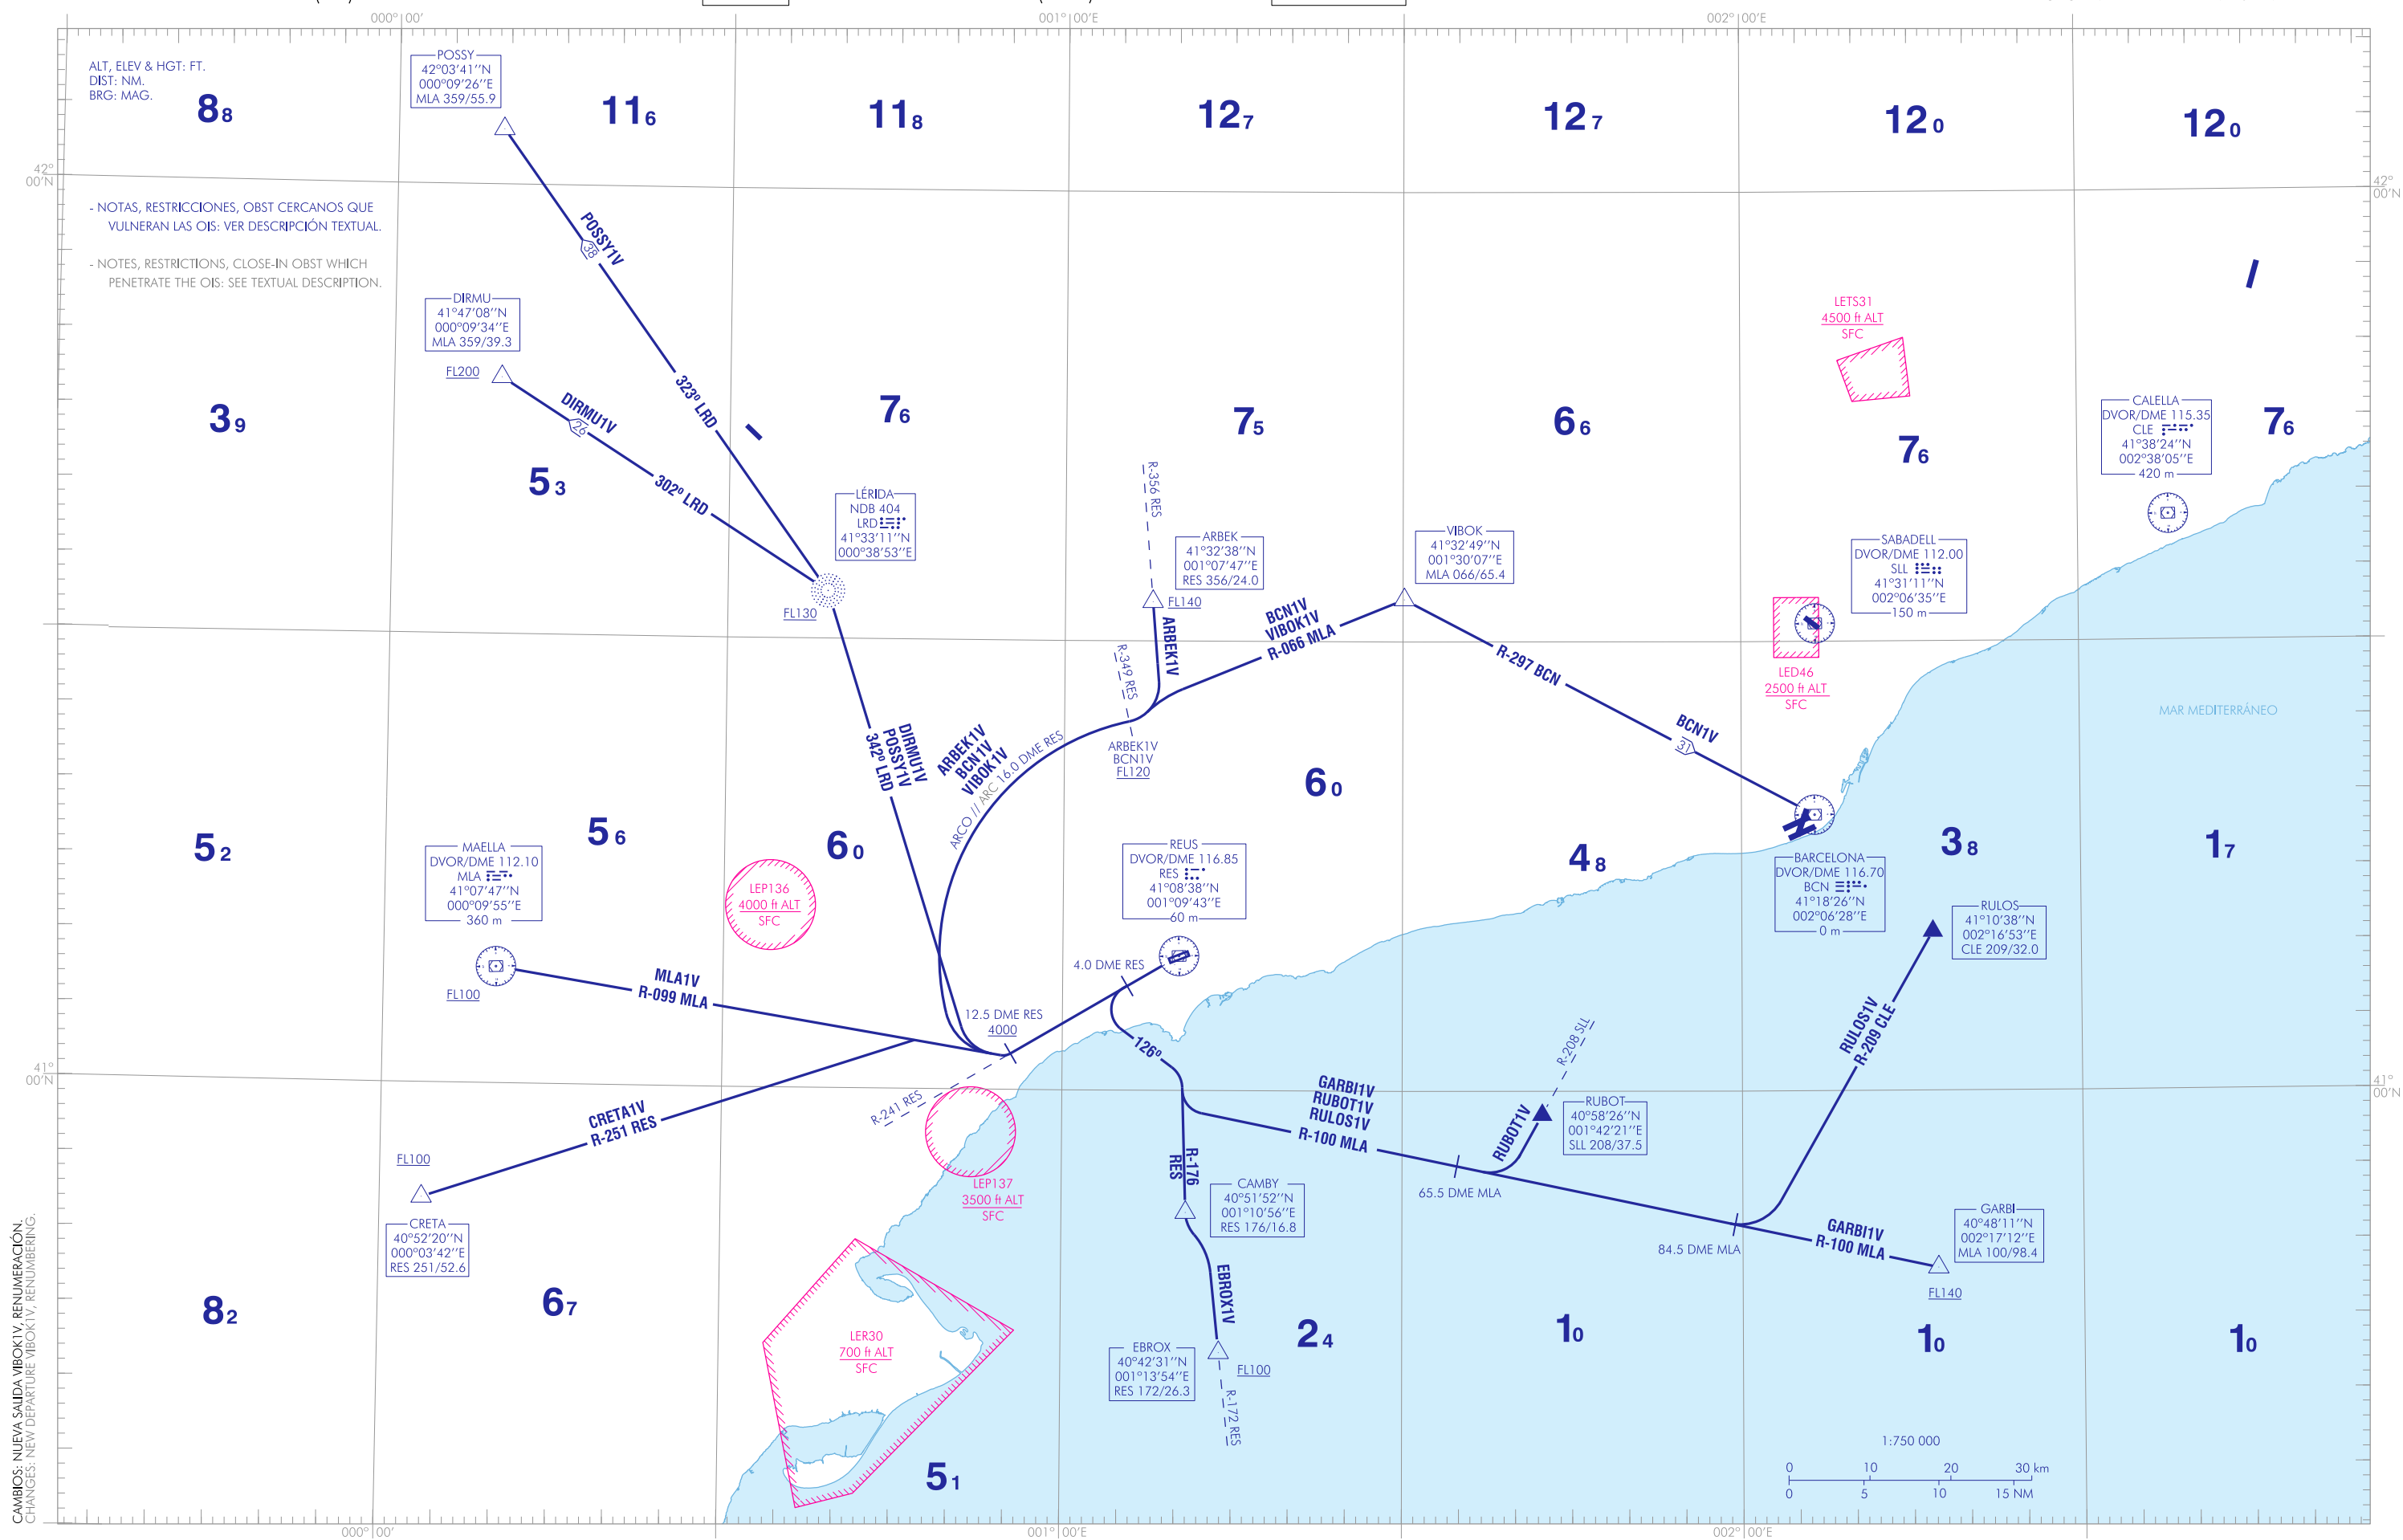 000°00'
001°00'E
002°00'E
ALT, ELEV & HGT: FT.
DIST: NM.
BRG: MAG.
- NOTAS, RESTRICCIONES, OBST CERCANOS QUE
VULNERAN LAS OIS: VER DESCRIPCIÓN TEXTUAL.
- NOTES, RESTRICTIONS, CLOSE-IN OBST WHICH
PENETRATE THE OIS: SEE TEXTUAL DESCRIPTION.
POSSY
42°03'41''N
000°09'26''E
MLA 359/55.9
88
116
118
127
127
120
120
42°
00'N
42°
00'N
POSSY1V
38
323º LRD
DIRMU
41°47'08''N
000°09'34''E
MLA 359/39.3
FL200
DIRMU1V
26
302º LRD
39
53
76
75
66
76
76
LETS31
4500 ft ALT
SFC
CALELLA
DVOR/DME 115.35
CLE
41°38'24''N
002°38'05''E
420 m
LÉRIDA
NDB 404
LRD
41°33'11''N
000°38'53''E
FL130
R-356 RES
ARBEK
41°32'38''N
001°07'47''E
RES 356/24.0
FL140
ARBEK1V
R-349 RES
VIBOK
41°32'49''N
001°30'07''E
MLA 066/65.4
BCN1V
VIBOK1V
R-066 MLA
R-297 BCN
BCN1V
31
SABADELL
DVOR/DME 112.00
SLL
41°31'11''N
002°06'35''E
150 m
LED46
2500 ft ALT
SFC
MAR MEDITERRÁNEO
DIRMU1V
POSSY1V
342º LRD
ARBEK1V
BCN1V
VIBOK1V
ARCO // ARC 16.0 DME RES
ARBEK1V
BCN1V
FL120
52
56
60
60
48
38
17
MAELLA
DVOR/DME 112.10
MLA
41°07'47''N
000°09'55''E
360 m
FL100
LEP136
4000 ft ALT
SFC
REUS
DVOR/DME 116.85
RES
41°08'38''N
001°09'43''E
60 m
BARCELONA
DVOR/DME 116.70
BCN
41°18'26''N
002°06'28''E
0 m
RULOS
41°10'38''N
002°16'53''E
CLE 209/32.0
MLA1V
R-099 MLA
4.0 DME RES
12.5 DME RES
4000
126º
R-241 RES
41°
00'N
41°
00'N
CRETA1V
R-251 RES
FL100
CRETA
40°52'20''N
000°03'42''E
RES 251/52.6
LEP137
3500 ft ALT
SFC
GARBI1V
RUBOT1V
RULOS1V
R-100 MLA
R-176
RES
RUBOT1V
R-208 SLL
RUBOT
40°58'26''N
001°42'21''E
SLL 208/37.5
RULOS1V
R-209 CLE
65.5 DME MLA
84.5 DME MLA
CAMBY
40°51'52''N
001°10'56''E
RES 176/16.8
GARBI1V
R-100 MLA
GARBI
40°48'11''N
002°17'12''E
MLA 100/98.4
FL140
EBROX1V
EBROX
40°42'31''N
001°13'54''E
RES 172/26.3
FL100
R-172 RES
LER30
700 ft ALT
SFC
82
67
51
24
10
10
10
1:750 000
0 10 20 30 km
0 5 10 15 NM
000°00'
001°00'E
002°00'E
CAMBIOS: NUEVA SALIDA VIBOK1V, RENUMERACIÓN.
CHANGES: NEW DEPARTURE VIBOK1V, RENUMBERING.